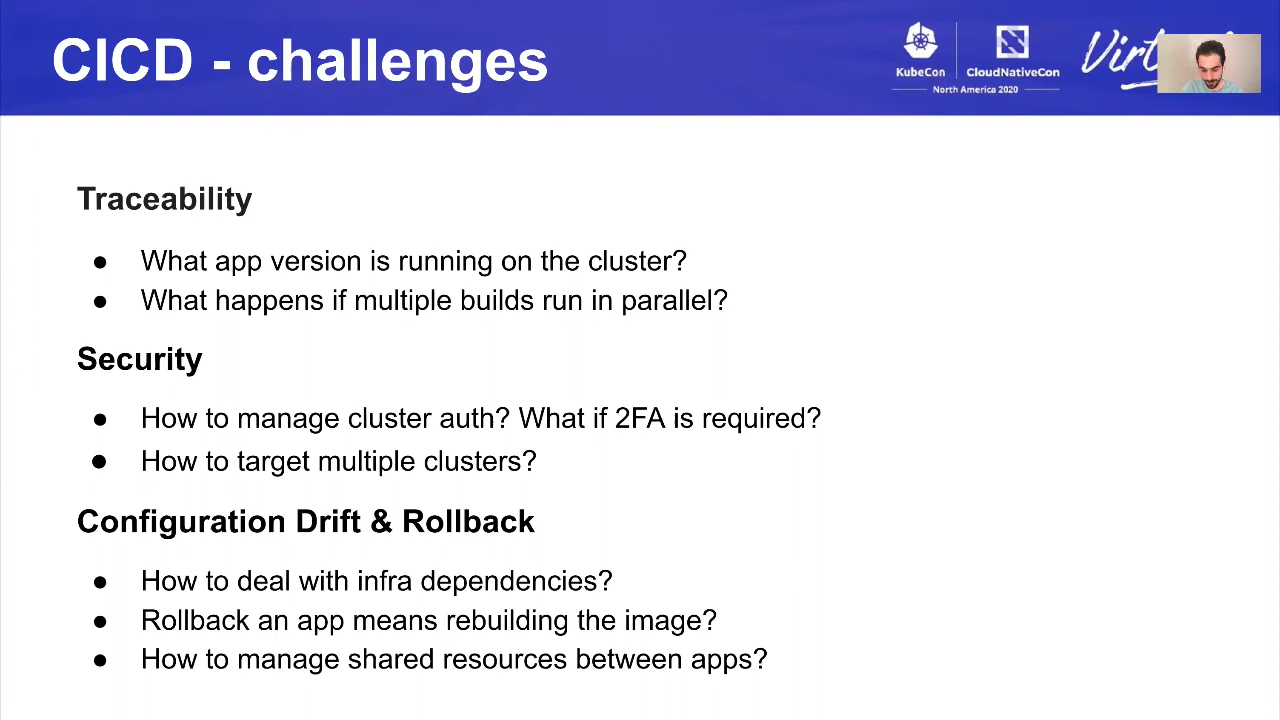 CICD - challenges
KubeCon
CloudNativeCon
North America 2020
Traceability
● What app version is running on the cluster?
● What happens if multiple builds run in parallel?
Security
● How to manage cluster auth? What if 2FA is required?
● How to target multiple clusters?
Configuration Drift & Rollback
● How to deal with infra dependencies?
● Rollback an app means rebuilding the image?
● How to manage shared resources between apps?